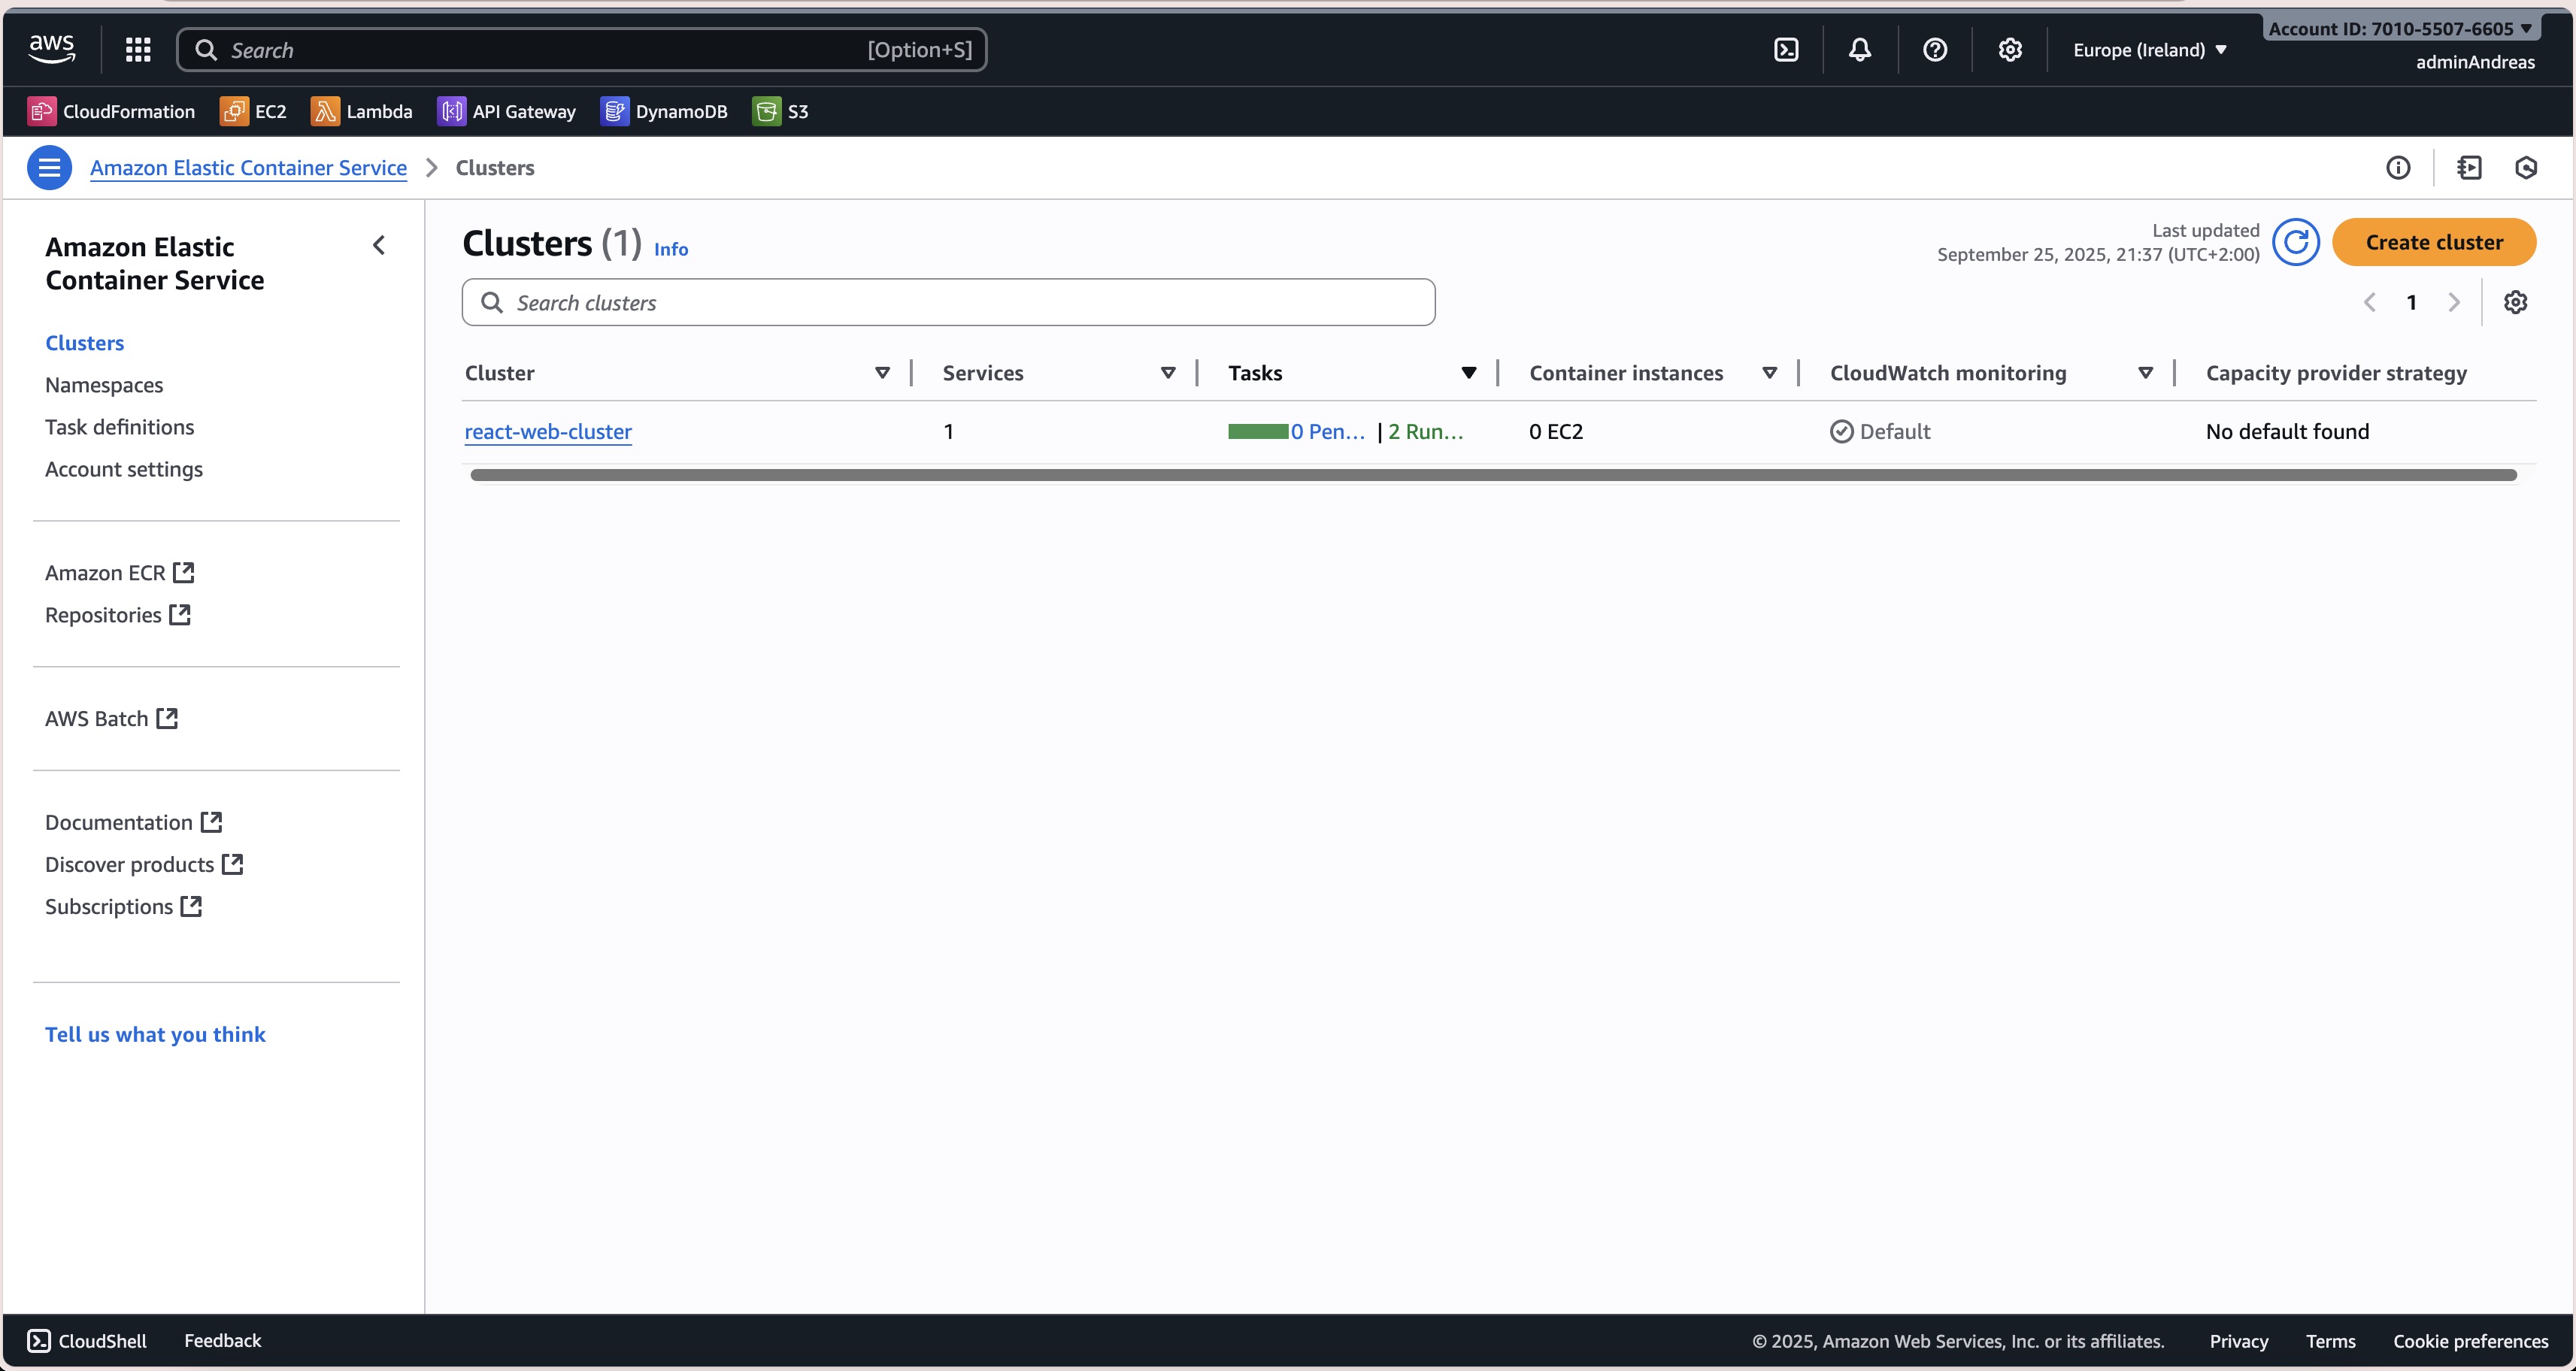 aws
Search
[Option+S]
Europe (Ireland)
Account ID: 7010-5507-6605
adminAndreas
CloudFormation
EC2
Lambda
API Gateway
DynamoDB
S3
Amazon Elastic Container Service
Clusters
Amazon Elastic
Container Service
Clusters
Namespaces
Task definitions
Account settings
Amazon ECR
Repositories
AWS Batch
Documentation
Discover products
Subscriptions
Tell us what you think
Clusters (1) Info
Last updated
September 25, 2025, 21:37 (UTC+2:00)
Create cluster
Search clusters
1
Cluster
Services
Tasks
Container instances
CloudWatch monitoring
Capacity provider strategy
react-web-cluster
1
0 Pen... | 2 Run...
0 EC2
Default
No default found
CloudShell
Feedback
© 2025, Amazon Web Services, Inc. or its affiliates.
Privacy
Terms
Cookie preferences